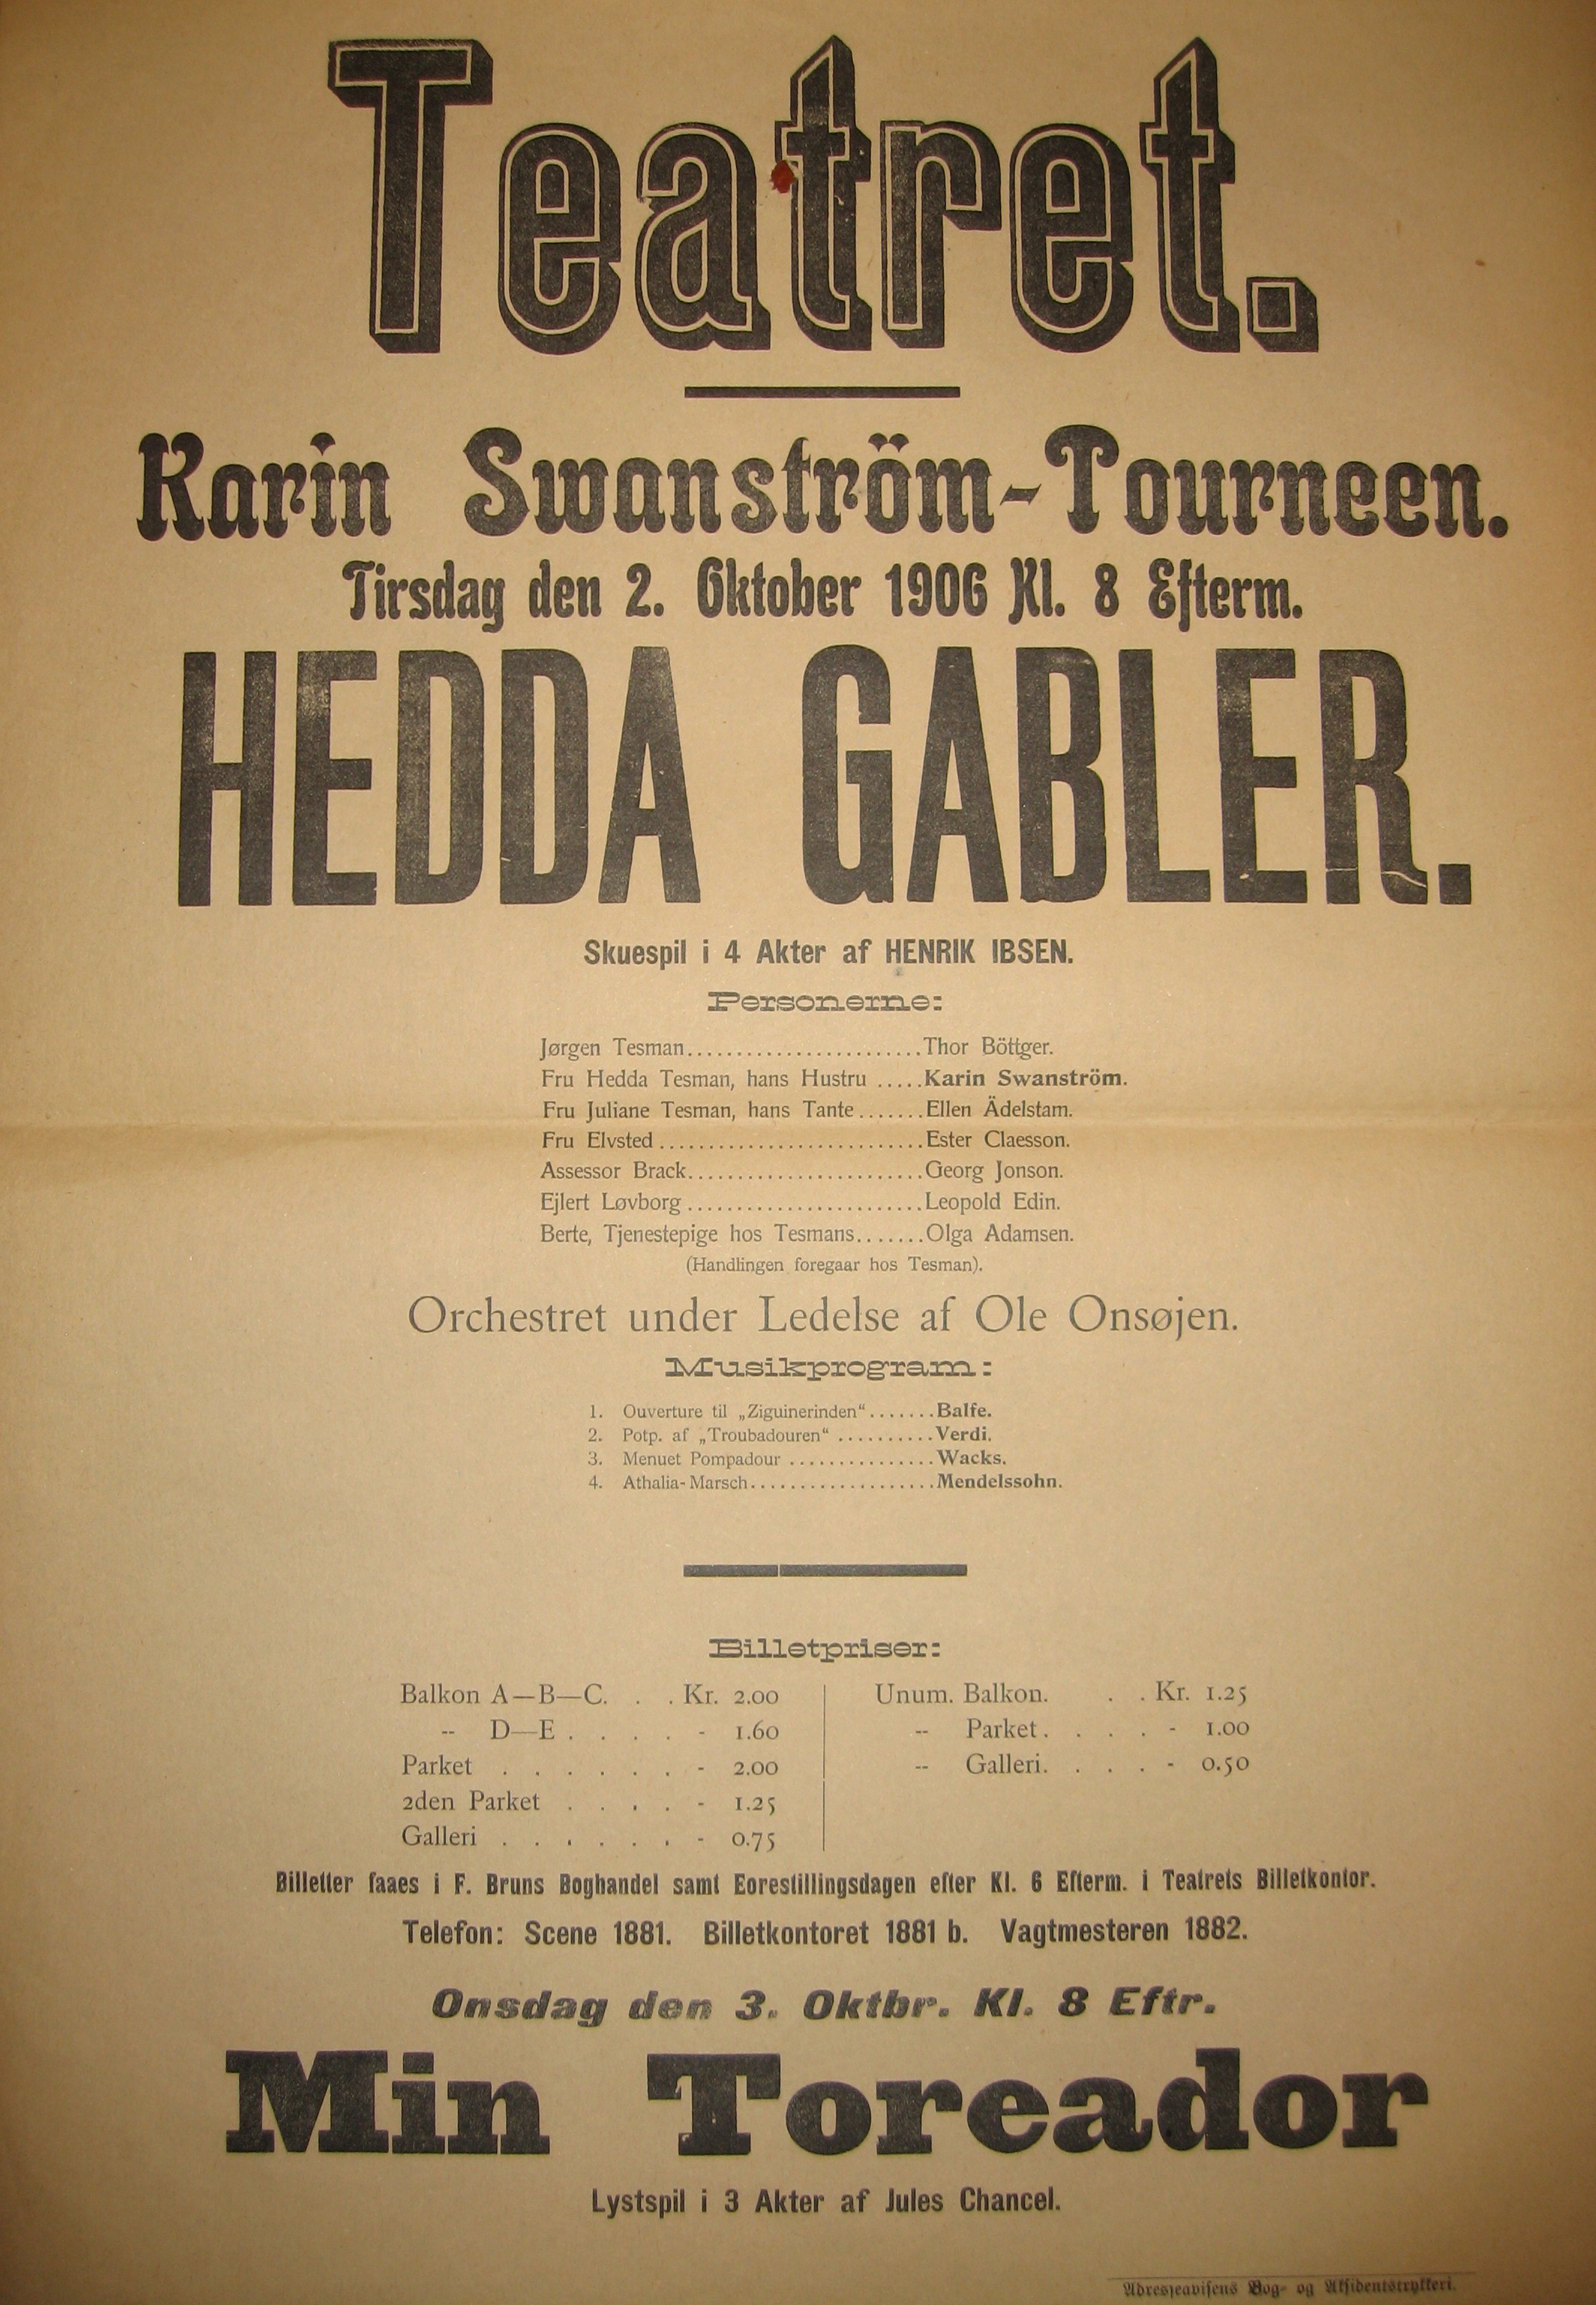 Teatret.
Karin Swanström-Tourneen.
Tirsdag den 2. Oktober 1906 Kl. 8 Efterm.
HEDDA GABLER.
Skuespil i 4 Akter af HENRIK IBSEN.
Personerne:
Jørgen Tesman........................Thor Böttger.
Fru Hedda Tesman, hans Hustru .....Karin Swanström.
Fru Juliane Tesman, hans Tante.......Ellen Ädelstam.
Fru Elvsted...........................Ester Claesson.
Assessor Brack........................Georg Jonson.
Ejlert Løvborg........................Leopold Edin.
Berte, Tjenestepige hos Tesmans.......Olga Adamsen.
(Handlingen foregaar hos Tesman).
Orchestret under Ledelse af Ole Onsøjen.
Musikprogram:
1. Ouverture til „Ziguinerinden“.......Balfe.
2. Potp. af „Troubadouren“ ..........Verdi.
3. Menuet Pompadour ...............Wacks.
4. Athalia-Marsch...................Mendelssohn.
Billetpriser:
Balkon A—B—C. . . Kr. 2.00
-- D—E . . . . - 1.60
Parket . . . . . . - 2.00
2den Parket . . . . - 1.25
Galleri . . . . . . - 0.75
Unum. Balkon. . . Kr. 1.25
-- Parket. . . . - 1.00
-- Galleri. . . . - 0.50
Billetter faaes i F. Bruns Boghandel samt Eorestillingsdagen efter Kl. 6 Efterm. i Teatrets Billetkontor.
Telefon: Scene 1881. Billetkontoret 1881 b. Vagtmesteren 1882.
Onsdag den 3. Oktbr. Kl. 8 Eftr.
Min Toreador
Lystspil i 3 Akter af Jules Chancel.
Adresseavisens Bog- og Aksidentstrykkeri.